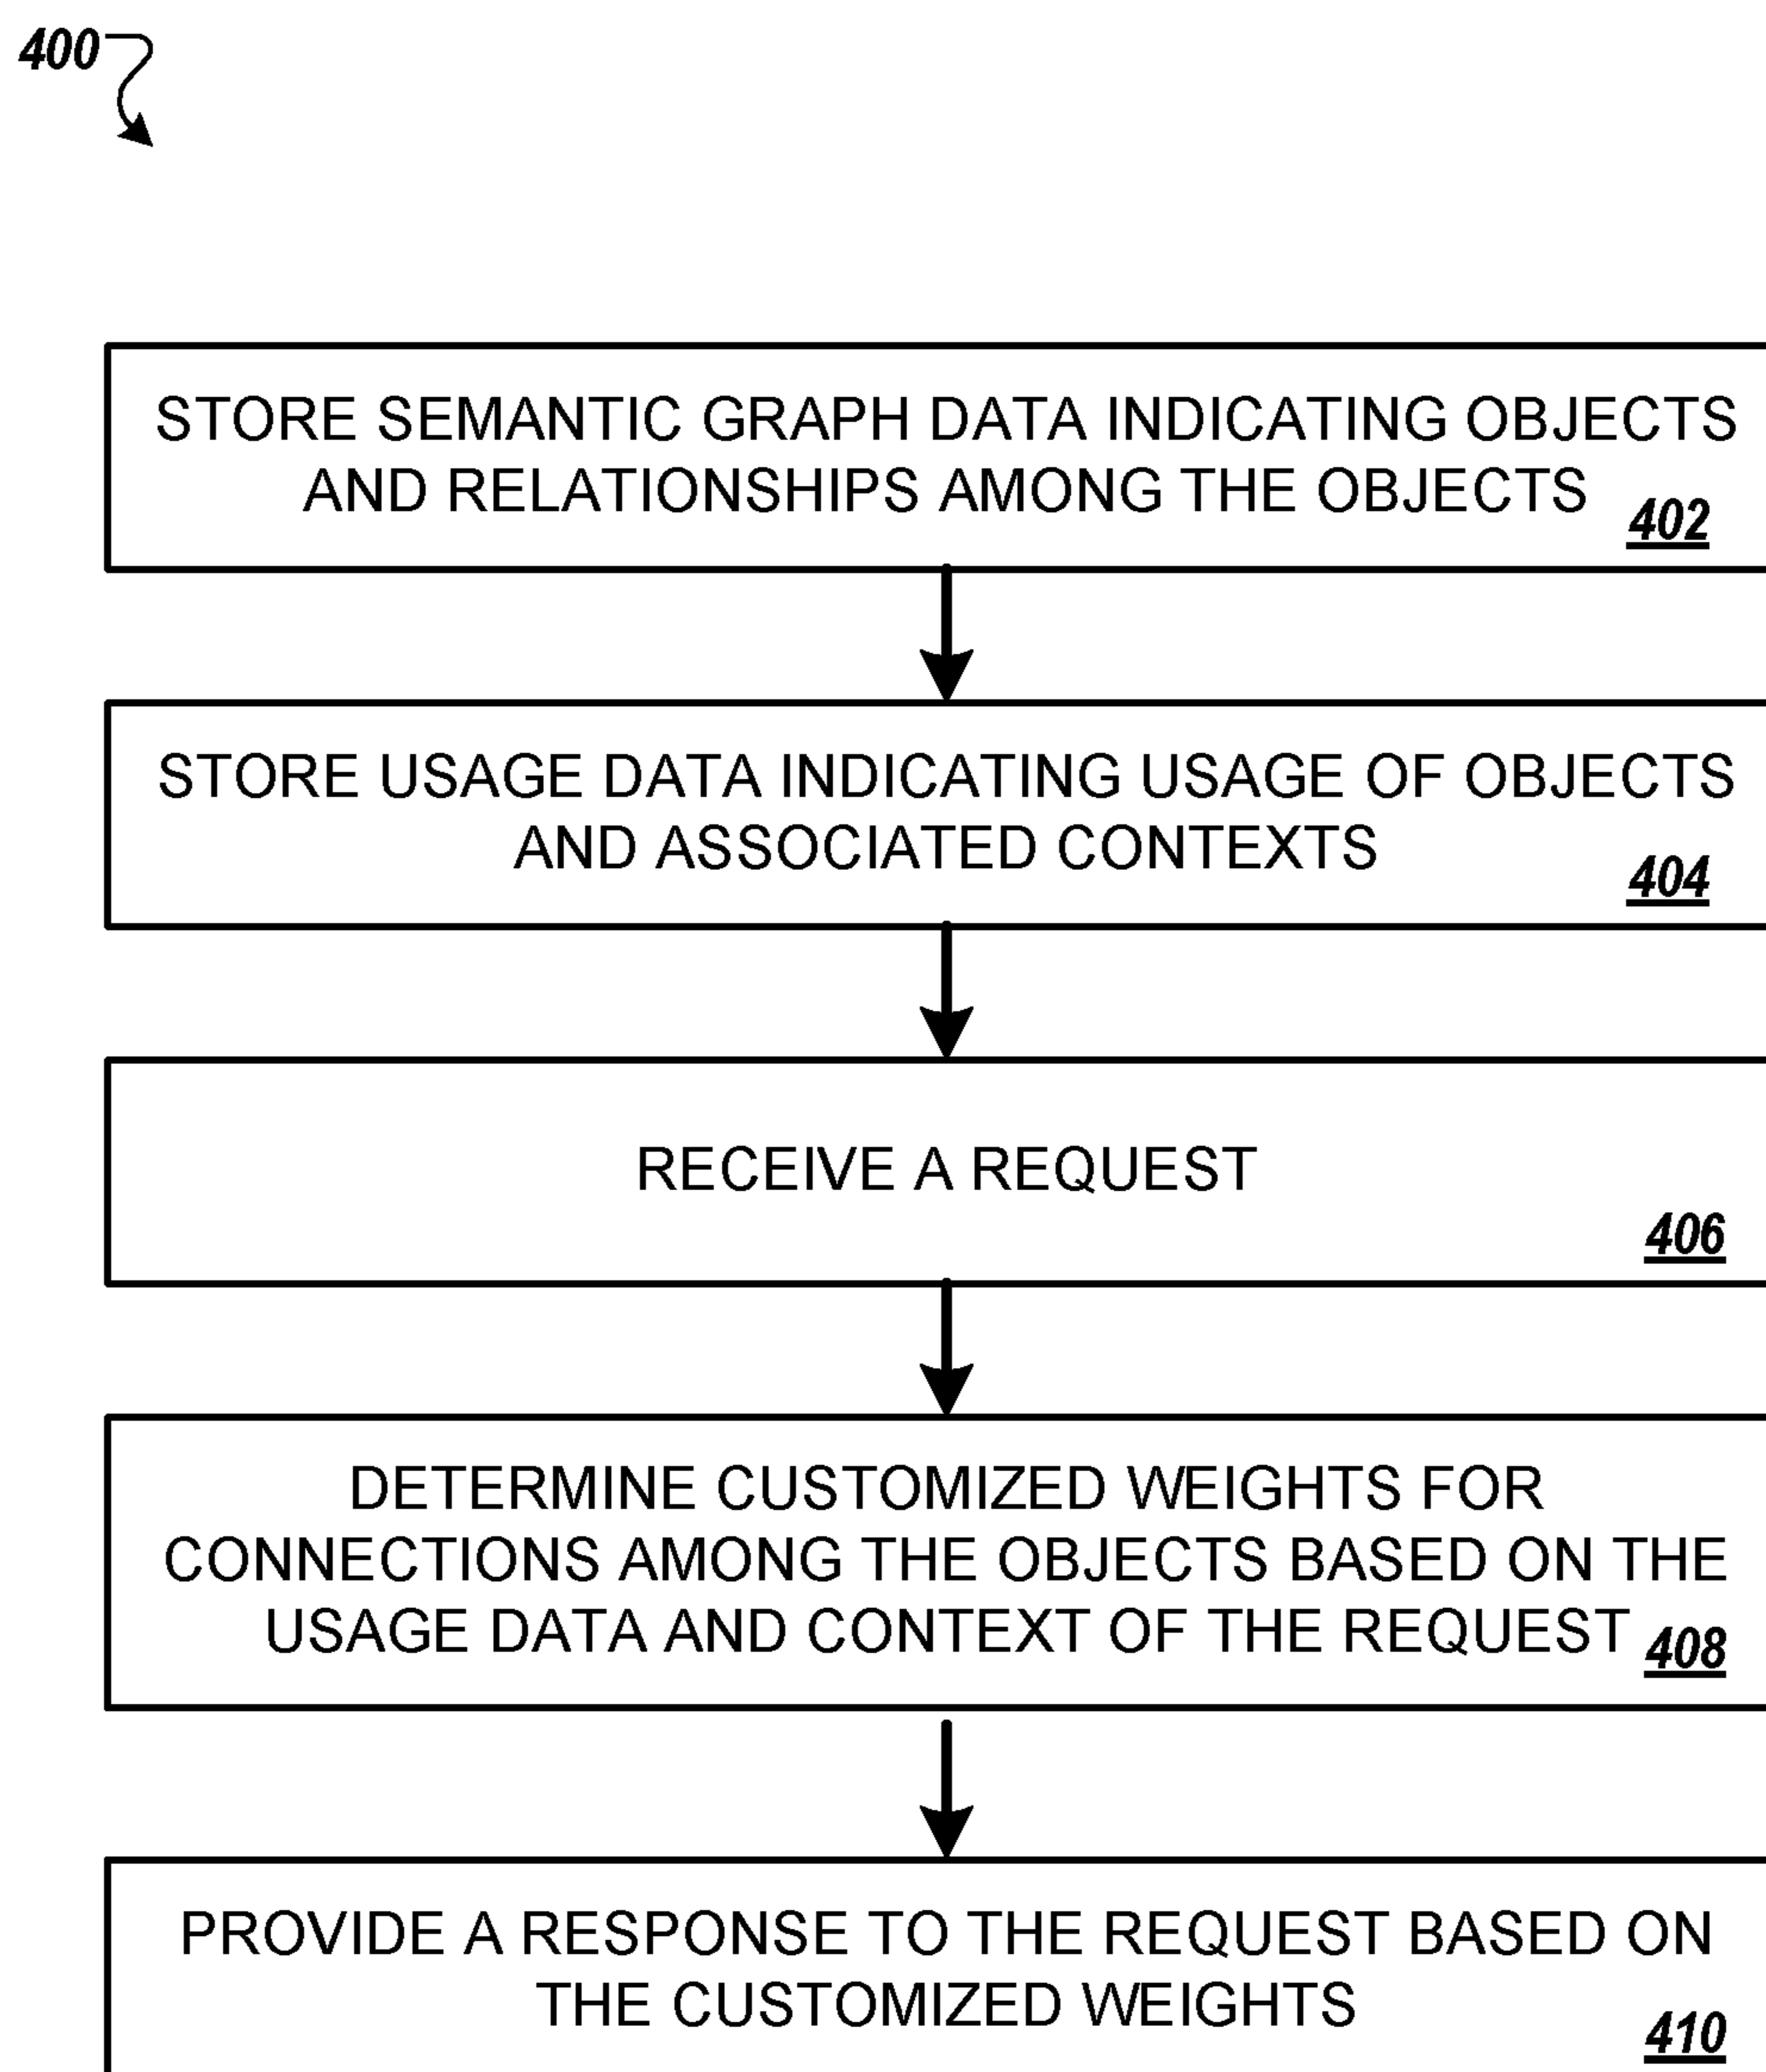 400
STORE SEMANTIC GRAPH DATA INDICATING OBJECTS
AND RELATIONSHIPS AMONG THE OBJECTS
402
STORE USAGE DATA INDICATING USAGE OF OBJECTS
AND ASSOCIATED CONTEXTS
404
RECEIVE A REQUEST
406
DETERMINE CUSTOMIZED WEIGHTS FOR
CONNECTIONS AMONG THE OBJECTS BASED ON THE
USAGE DATA AND CONTEXT OF THE REQUEST
408
PROVIDE A RESPONSE TO THE REQUEST BASED ON
THE CUSTOMIZED WEIGHTS
410